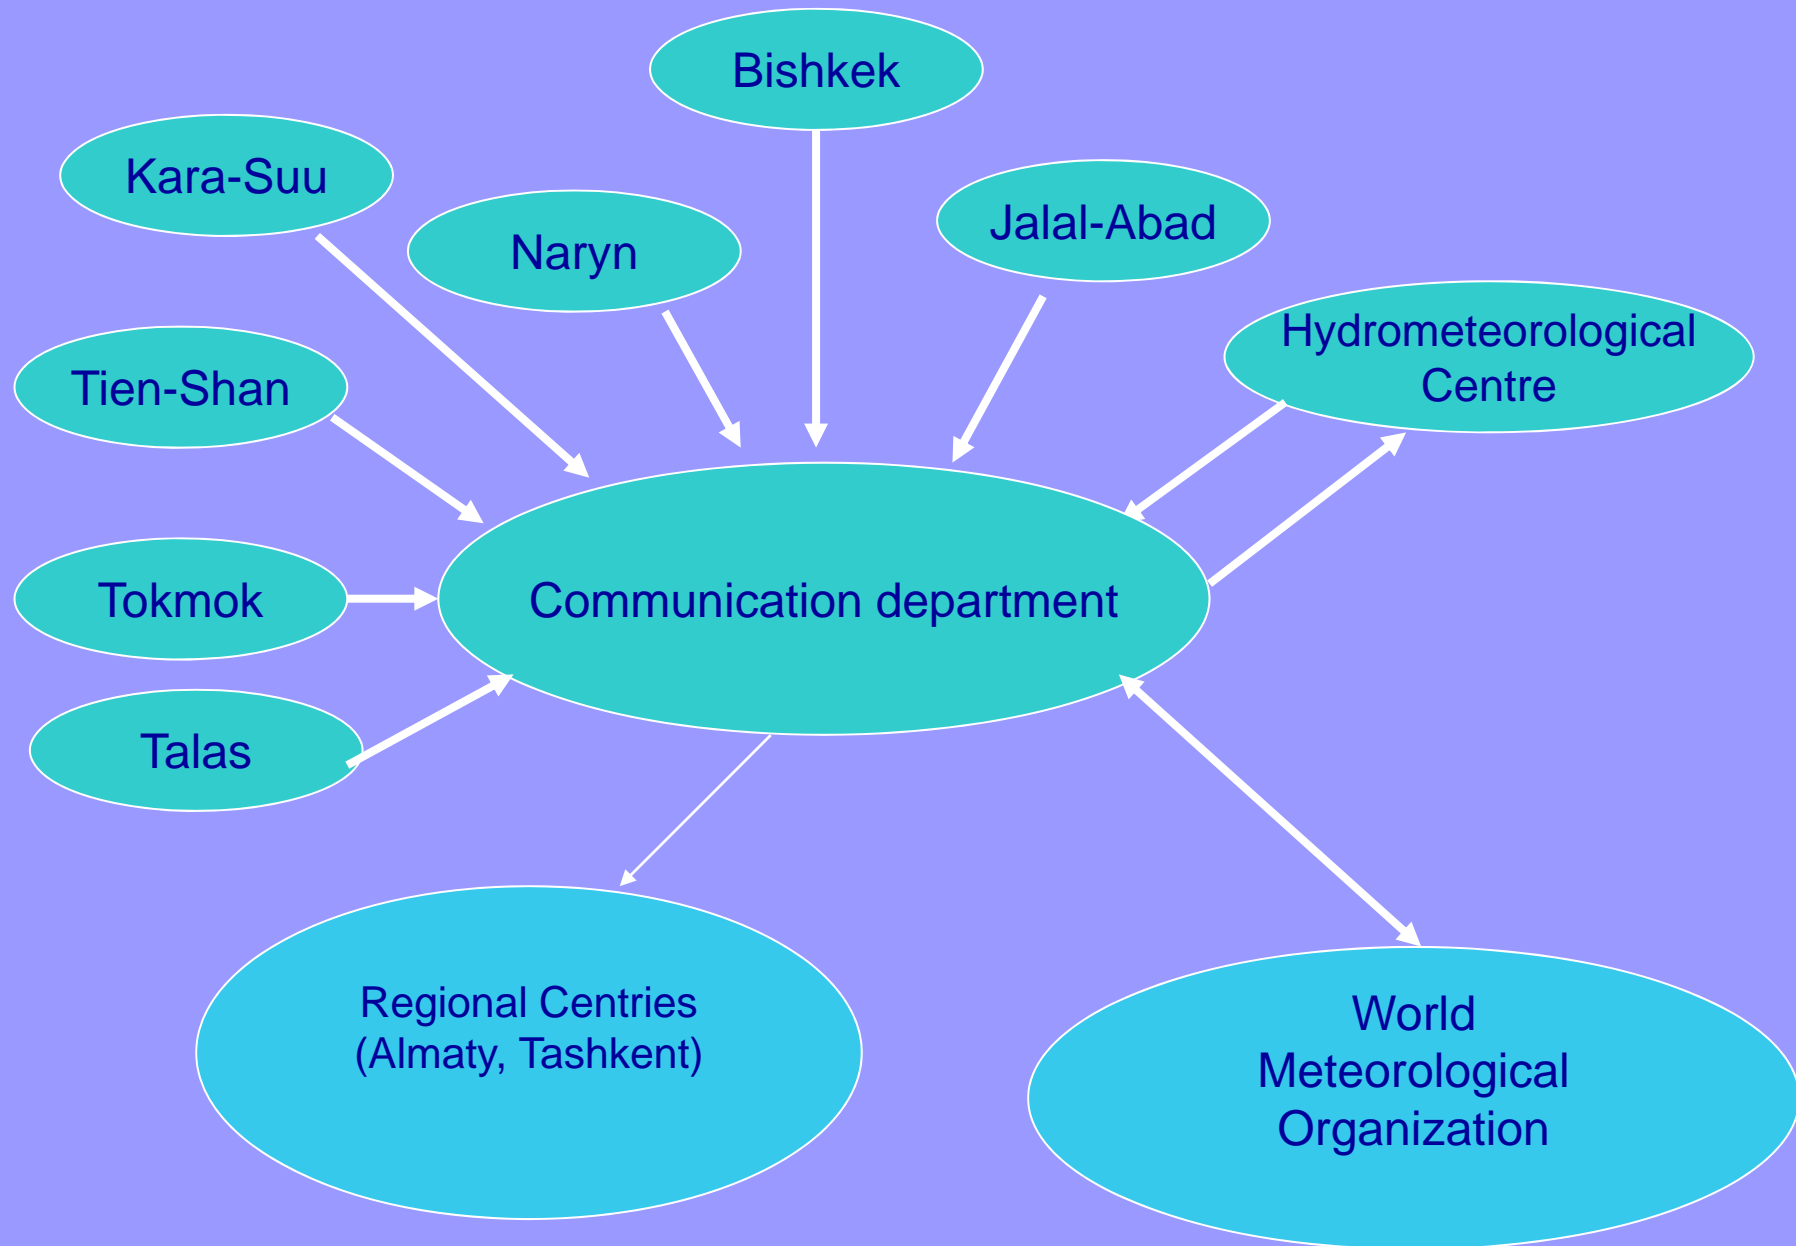 Bishkek
Kara-Suu
Naryn
Jalal-Abad
Hydrometeorological
Centre
Tien-Shan
Tokmok
Communication department
Talas
Regional Centries
(Almaty, Tashkent)
World
Meteorological
Organization